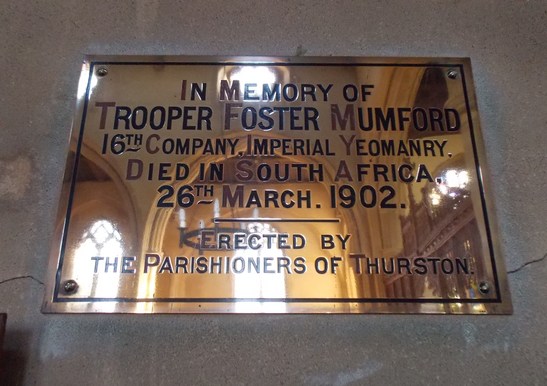 IN MEMORY OF
TROOPER FOSTER MUMFORD
16TH COMPANY, IMPERIAL YEOMANRY.
DIED IN SOUTH AFRICA,
26TH MARCH. 1902.
ERECTED BY
THE PARISHIONERS OF THURSTON.